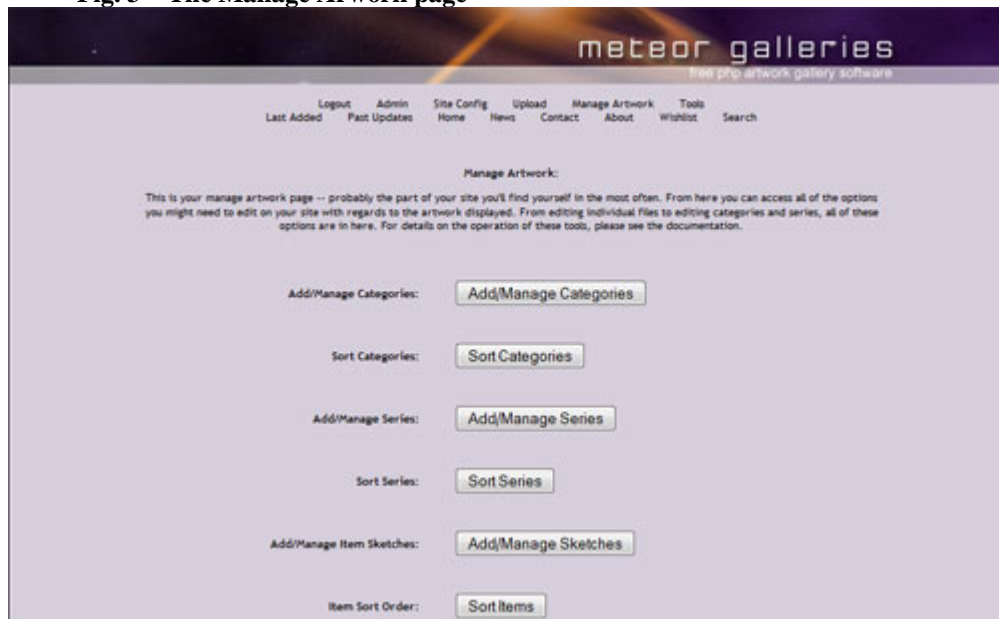 Fig. 3 – The Manage Artwork page
meteor galleries
free php artwork gallery software
Logout Admin Site Config Upload Manage Artwork Tools
Last Added Past Updates Home News Contact About Wishlist Search
Manage Artwork:
This is your manage artwork page -- probably the part of your site you'll find yourself in the most often. From here you can access all of the options
you might need to edit on your site with regards to the artwork displayed. From editing individual files to editing categories and series, all of these
options are in here. For details on the operation of these tools, please see the documentation.
Add/Manage Categories: Add/Manage Categories
Sort Categories: Sort Categories
Add/Manage Series: Add/Manage Series
Sort Series: Sort Series
Add/Manage Item Sketches: Add/Manage Sketches
Item Sort Order: Sort Items